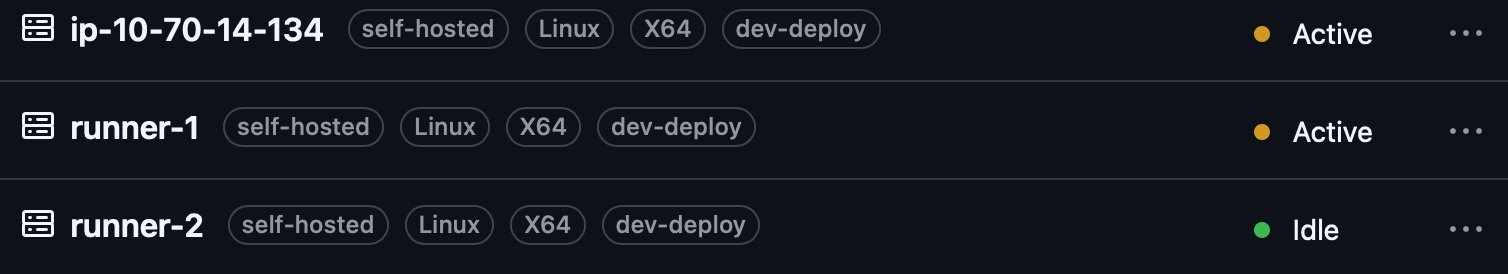 ip-10-70-14-134 self-hosted Linux X64 dev-deploy Active
runner-1 self-hosted Linux X64 dev-deploy Active
runner-2 self-hosted Linux X64 dev-deploy Idle